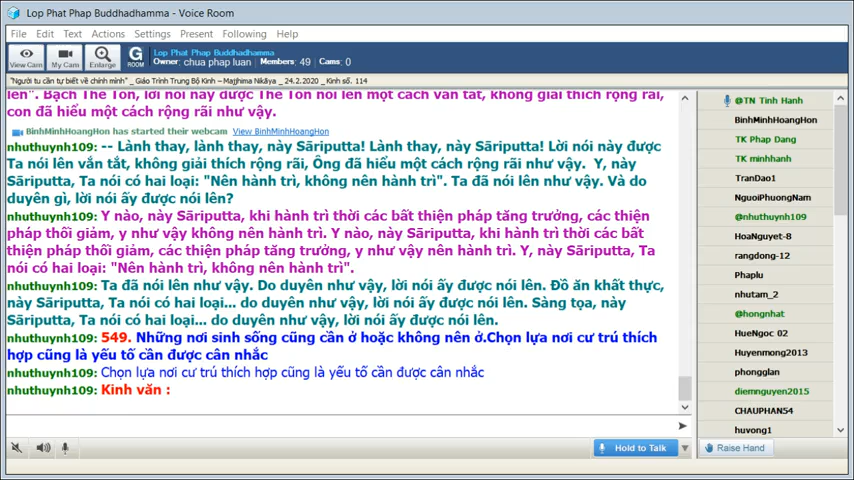 Lop Phat Phap Buddhadhamma - Voice Room
File Edit Text Actions Settings Present Following Help
View Cam My Cam Enlarge G ROOM
Lop Phat Phap Buddhadhamma
Owner: chua phap luan Members: 49 Cams: 0
"Người tu cần tự biết về chính mình" _ Giáo Trình Trung Bộ Kinh – Majjhima Nikāya _ 24.2.2020 _ Kinh số. 114
lên". Bạch Thế Tôn, lời nói này được Thế Tôn nói lên một cách vắn tắt, không giải thích rộng rãi,
con đã hiểu một cách rộng rãi như vậy.
BinhMinhHoangHon has started their webcam View BinhMinhHoangHon
nhuthuynh109: -- Lành thay, lành thay, này Sāriputta! Lành thay, này Sāriputta! Lời nói này được
Ta nói lên vắn tắt, không giải thích rộng rãi, Ông đã hiểu một cách rộng rãi như vậy. Y, này
Sāriputta, Ta nói có hai loại: "Nên hành trì, không nên hành trì". Ta đã nói lên như vậy. Và do
duyên gì, lời nói ấy được nói lên?
nhuthuynh109: Y nào, này Sāriputta, khi hành trì thời các bất thiện pháp tăng trưởng, các thiện
pháp thối giảm, y như vậy không nên hành trì. Y nào, này Sāriputta, khi hành trì thời các bất
thiện pháp thối giảm, các thiện pháp tăng trưởng, y như vậy nên hành trì. Y, này Sāriputta, Ta
nói có hai loại: "Nên hành trì, không nên hành trì".
nhuthuynh109: Ta đã nói lên như vậy. Do duyên như vậy, lời nói ấy được nói lên. Đồ ăn khất thực,
này Sāriputta, Ta nói có hai loại... do duyên như vậy, lời nói ấy được nói lên. Sàng tọa, này
Sāriputta, Ta nói có hai loại... do duyên như vậy, lời nói ấy được nói lên.
nhuthuynh109: 549. Những nơi sinh sống cũng cần ở hoặc không nên ở.Chọn lựa nơi cư trú thích
hợp cũng là yếu tố cần được cân nhắc
nhuthuynh109: Chọn lựa nơi cư trú thích hợp cũng là yếu tố cần được cân nhắc
nhuthuynh109: Kinh văn :
Hold to Talk
@TN Tinh Hanh
BinhMinhHoangHon
TK Phap Dang
TK minhhanh
TranDao1
NguoiPhuongNam
@nhuthuynh109
HoaNguyet-8
rangdong-12
Phaplu
nhutam_2
@hongnhat
HueNgoc 02
Huyenmong2013
phongglan
diemnguyen2015
CHAUPHAN54
huvong1
Raise Hand